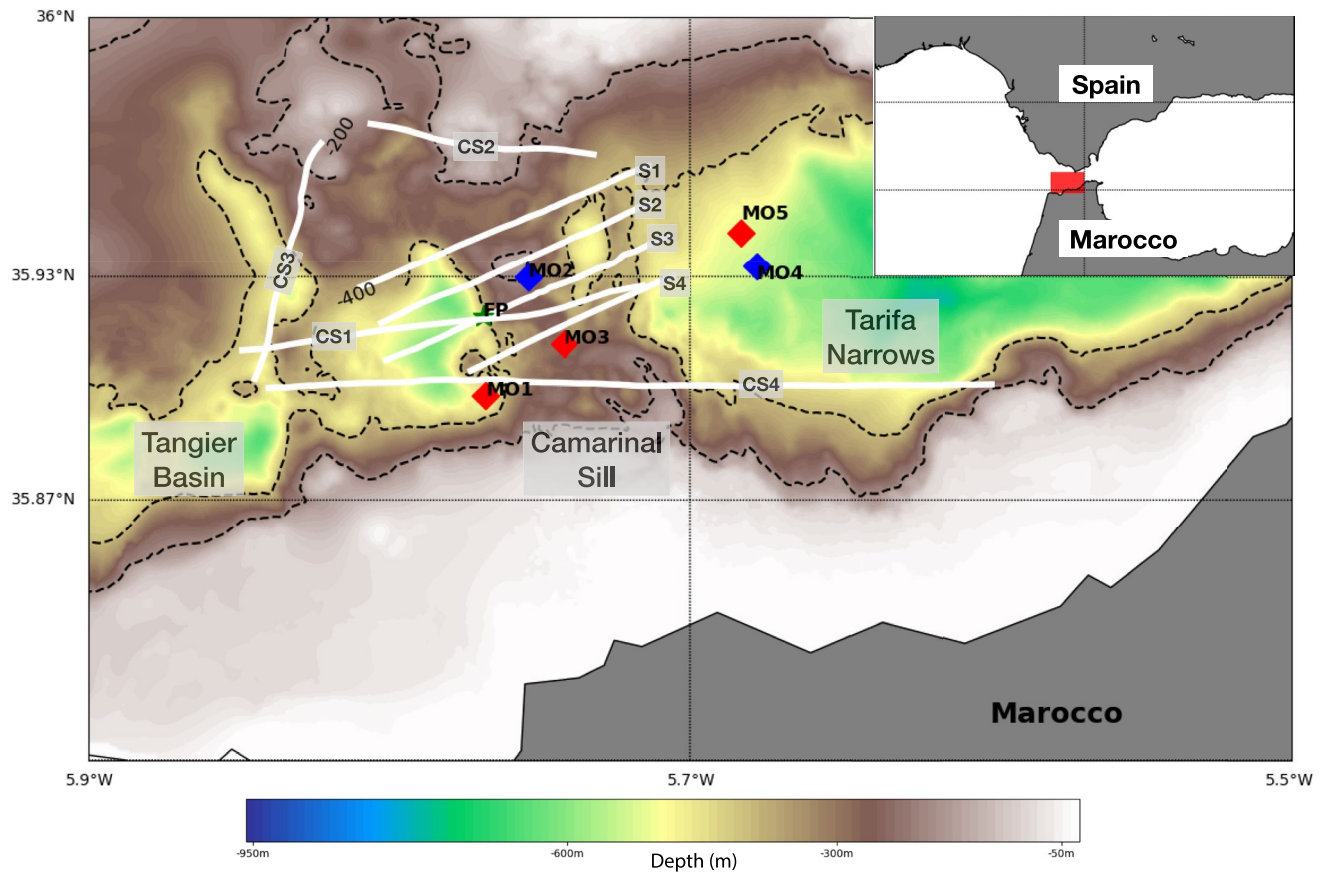 36°N
Spain
Marocco
-200
CS2
S1
S2
MO5
S3
CS3
35.93°N
MO2
MO4
S4
-400
FP
Tarifa
Narrows
CS1
MO3
CS4
MO1
Tangier
Basin
Camarinal
Sill
35.87°N
Marocco
5.9°W
5.7°W
5.5°W
-950m
-600m
-300m
-50m
Depth (m)